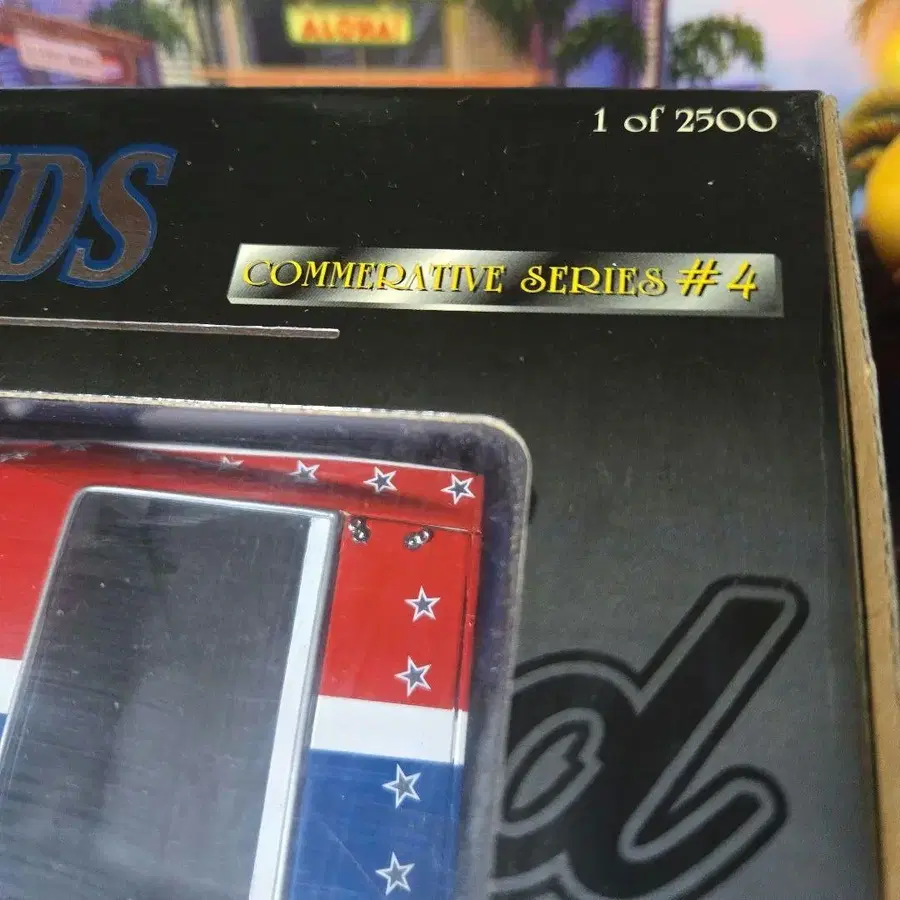 ALOHA!
1 of 2500
DS
COMMERATIVE SERIES #4
d